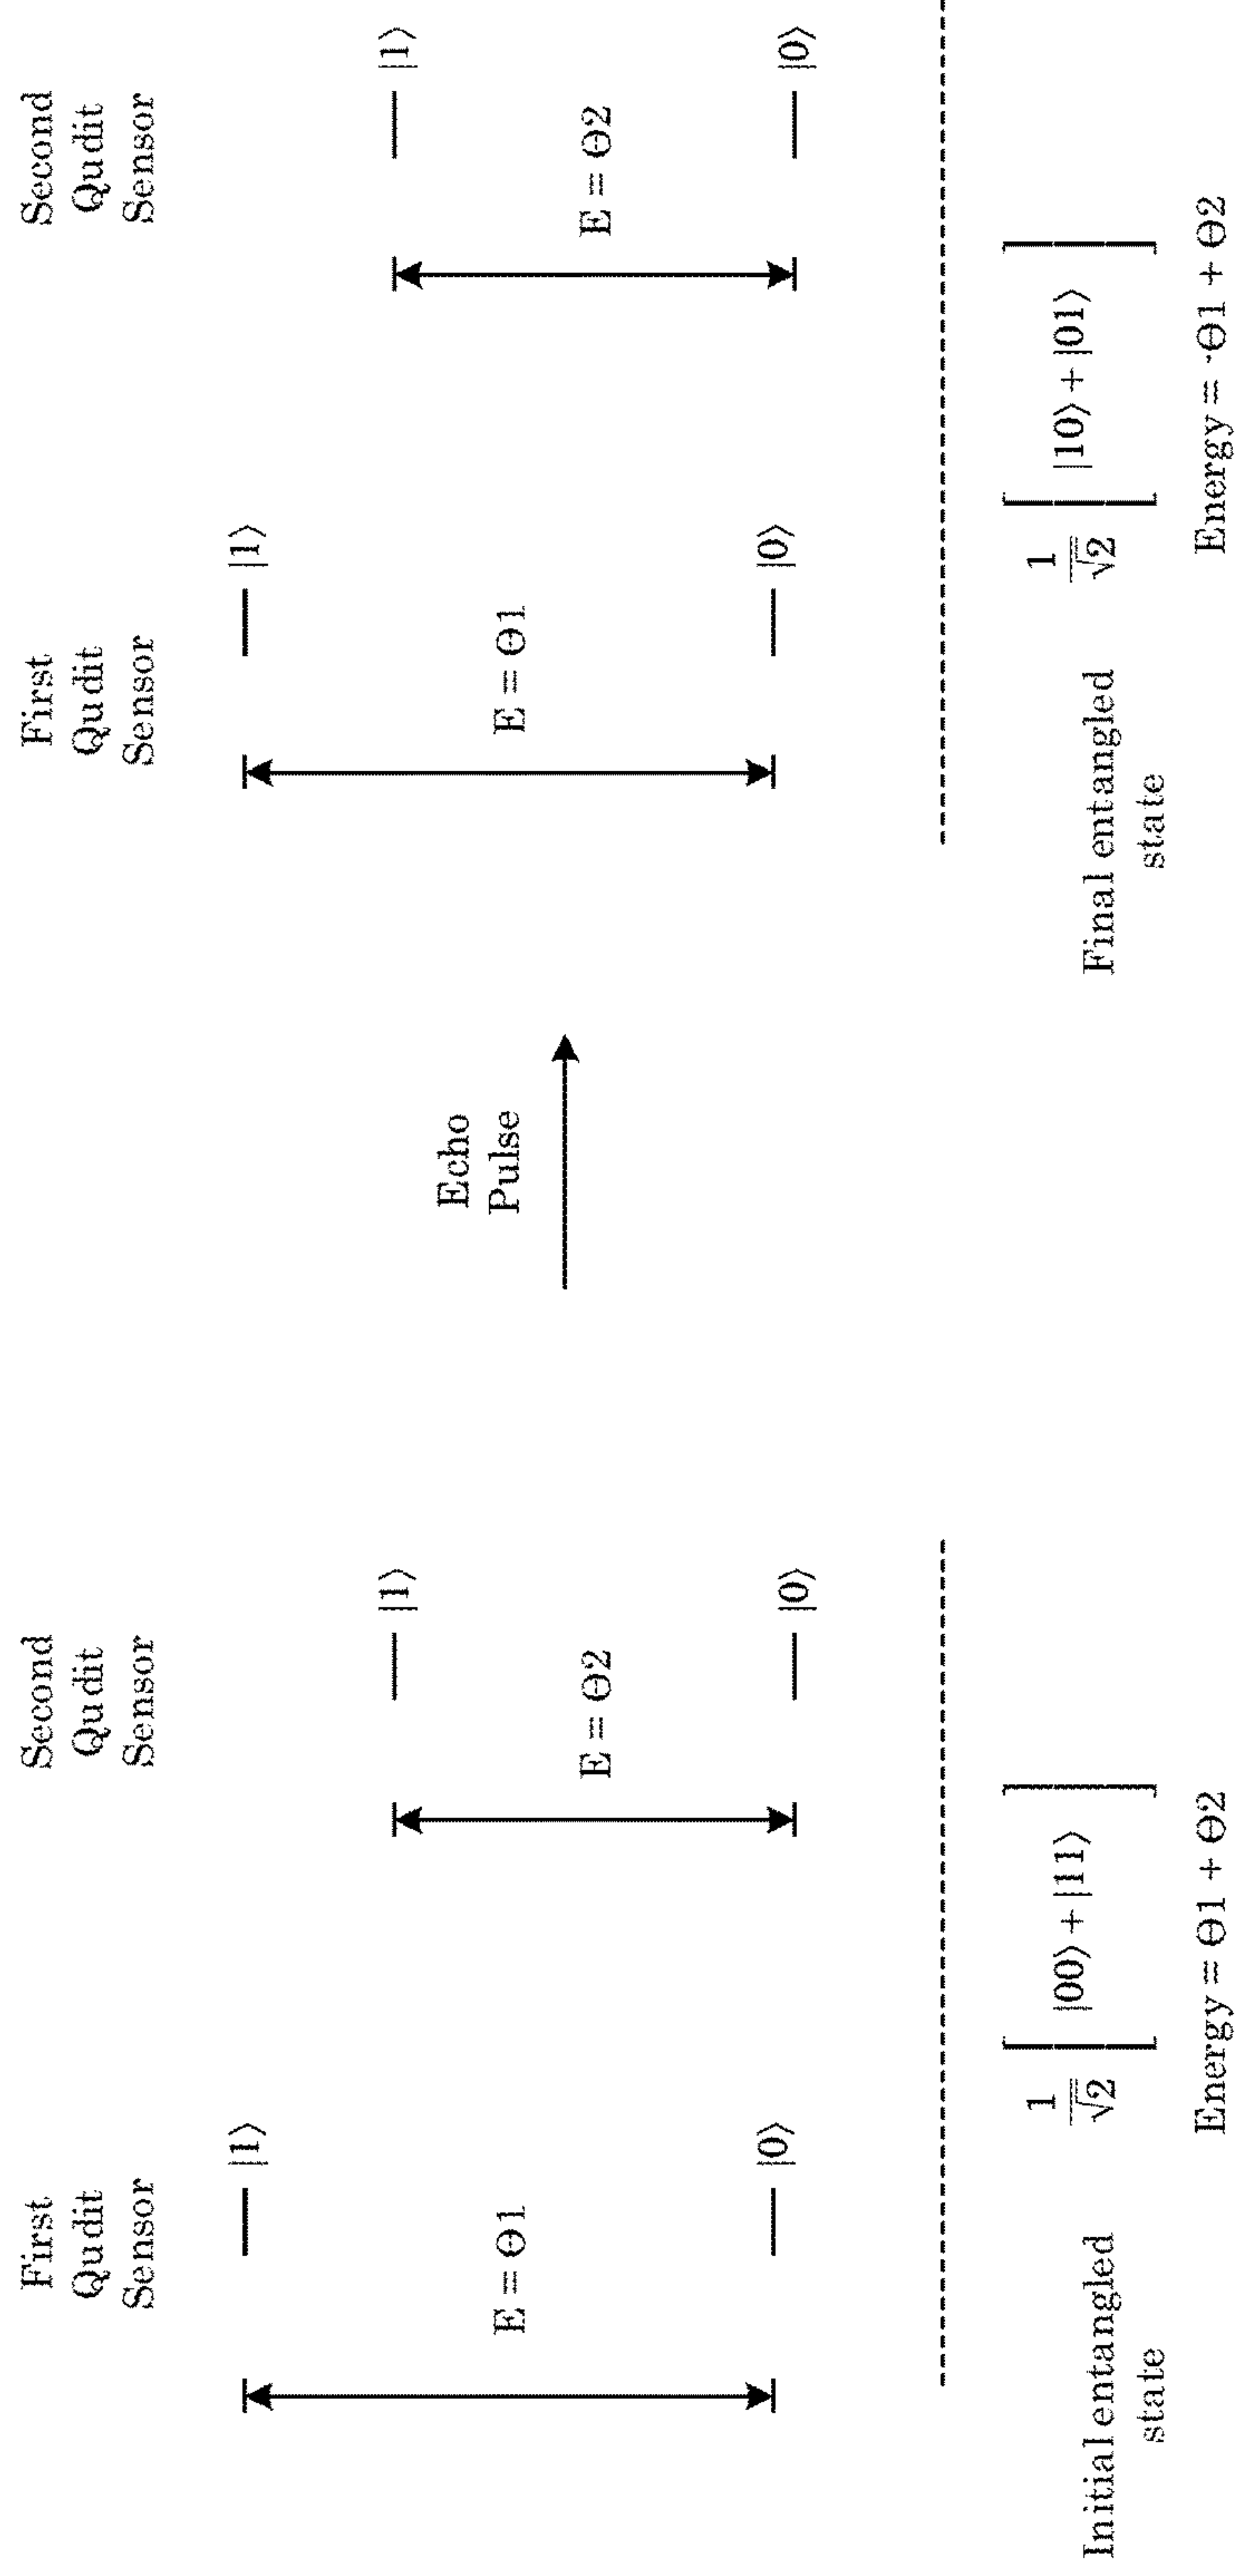 First
Qudit
Sensor
|1⟩
E = Θ1
|0⟩
Second
Qudit
Sensor
|1⟩
E = Θ2
|0⟩
Initial entangled
state
1/√2 [ |00⟩ + |11⟩ ]
Energy = Θ1 + Θ2
Echo
Pulse
First
Qudit
Sensor
|1⟩
E = Θ1
|0⟩
Second
Qudit
Sensor
|1⟩
E = Θ2
|0⟩
Final entangled
state
1/√2 [ |10⟩ + |01⟩ ]
Energy = -Θ1 + Θ2